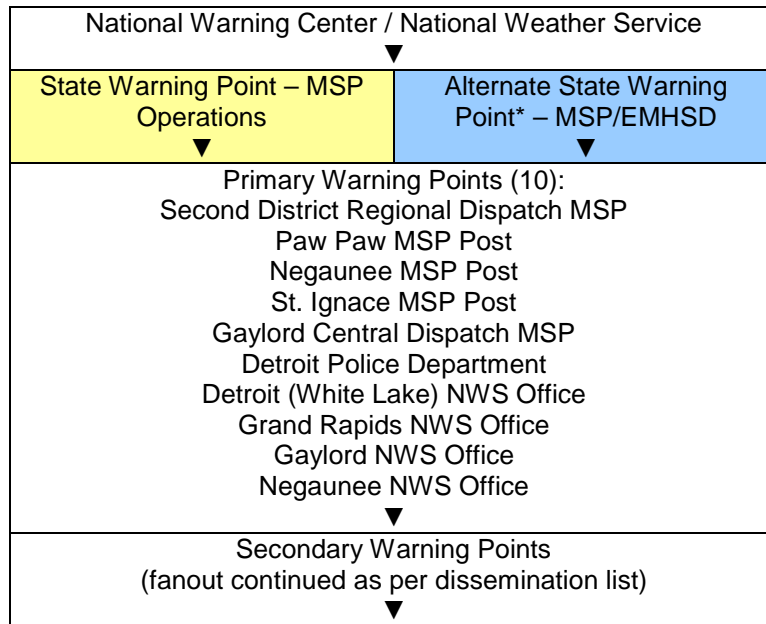 National Warning Center / National Weather Service
▼
State Warning Point – MSP
Operations
▼
Alternate State Warning
Point* – MSP/EMHSD
▼
Primary Warning Points (10):
Second District Regional Dispatch MSP
Paw Paw MSP Post
Negaunee MSP Post
St. Ignace MSP Post
Gaylord Central Dispatch MSP
Detroit Police Department
Detroit (White Lake) NWS Office
Grand Rapids NWS Office
Gaylord NWS Office
Negaunee NWS Office
▼
Secondary Warning Points
(fanout continued as per dissemination list)
▼